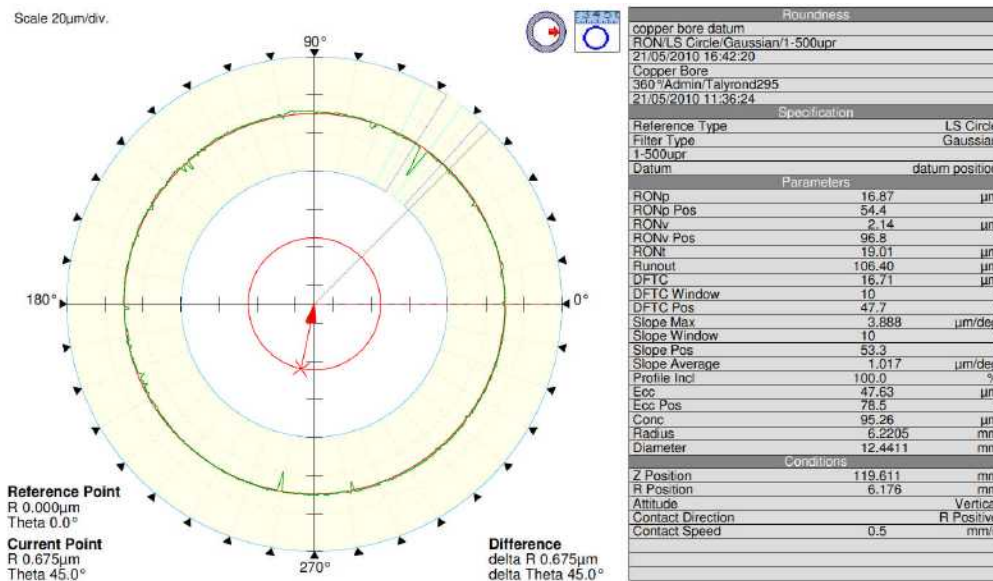 Scale 20µm/div.
90°
180°
0°
270°
Reference Point
R 0.000µm
Theta 0.0°
Current Point
R 0.675µm
Theta 45.0°
Difference
delta R 0.675µm
delta Theta 45.0°
Roundness
copper bore datum
RON/LS Circle/Gaussian/1-500upr
21/05/2010 16:42:20
Copper Bore
360°/Admin/Talyrond295
21/05/2010 11:36:24
Specification
Reference Type LS Circle
Filter Type Gaussian
1-500upr
Datum datum position
Parameters
RONp 16.87 µm
RONp Pos 54.4
RONv 2.14 µm
RONv Pos 96.8
RONt 19.01 µm
Runout 106.40 µm
DFTC 16.71 µm
DFTC Window 10
DFTC Pos 47.7
Slope Max 3.888 µm/deg
Slope Window 10
Slope Pos 53.3
Slope Average 1.017 µm/deg
Profile Incl 100.0 %
Ecc 47.63 µm
Ecc Pos 78.5
Conc 95.26 µm
Radius 6.2205 mm
Diameter 12.4411 mm
Conditions
Z Position 119.611 mm
R Position 6.176 mm
Attitude Vertical
Contact Direction R Positive
Contact Speed 0.5 mm/